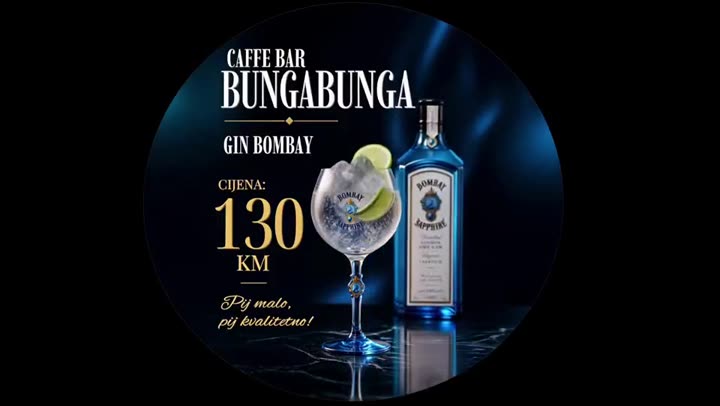 CAFFE BAR
BUNGABUNGA
GIN BOMBAY
CIJENA:
130
KM
Pij malo,
pij kvalitetno!
BOMBAY
SAPPHIRE
BOMBAY
SAPPHIRE